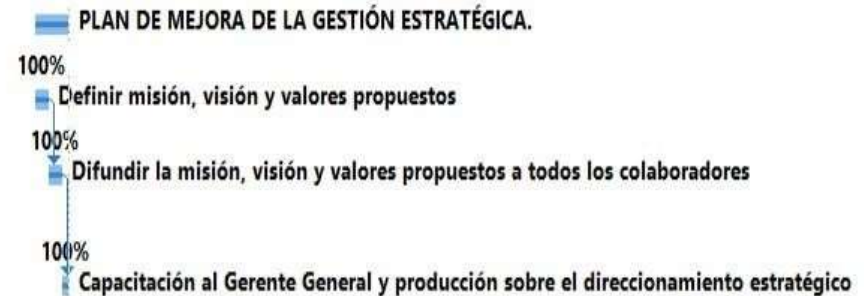 PLAN DE MEJORA DE LA GESTIÓN ESTRATÉGICA.
100%
Definir misión, visión y valores propuestos
100%
Difundir la misión, visión y valores propuestos a todos los colaboradores
100%
Capacitación al Gerente General y producción sobre el direccionamiento estratégico